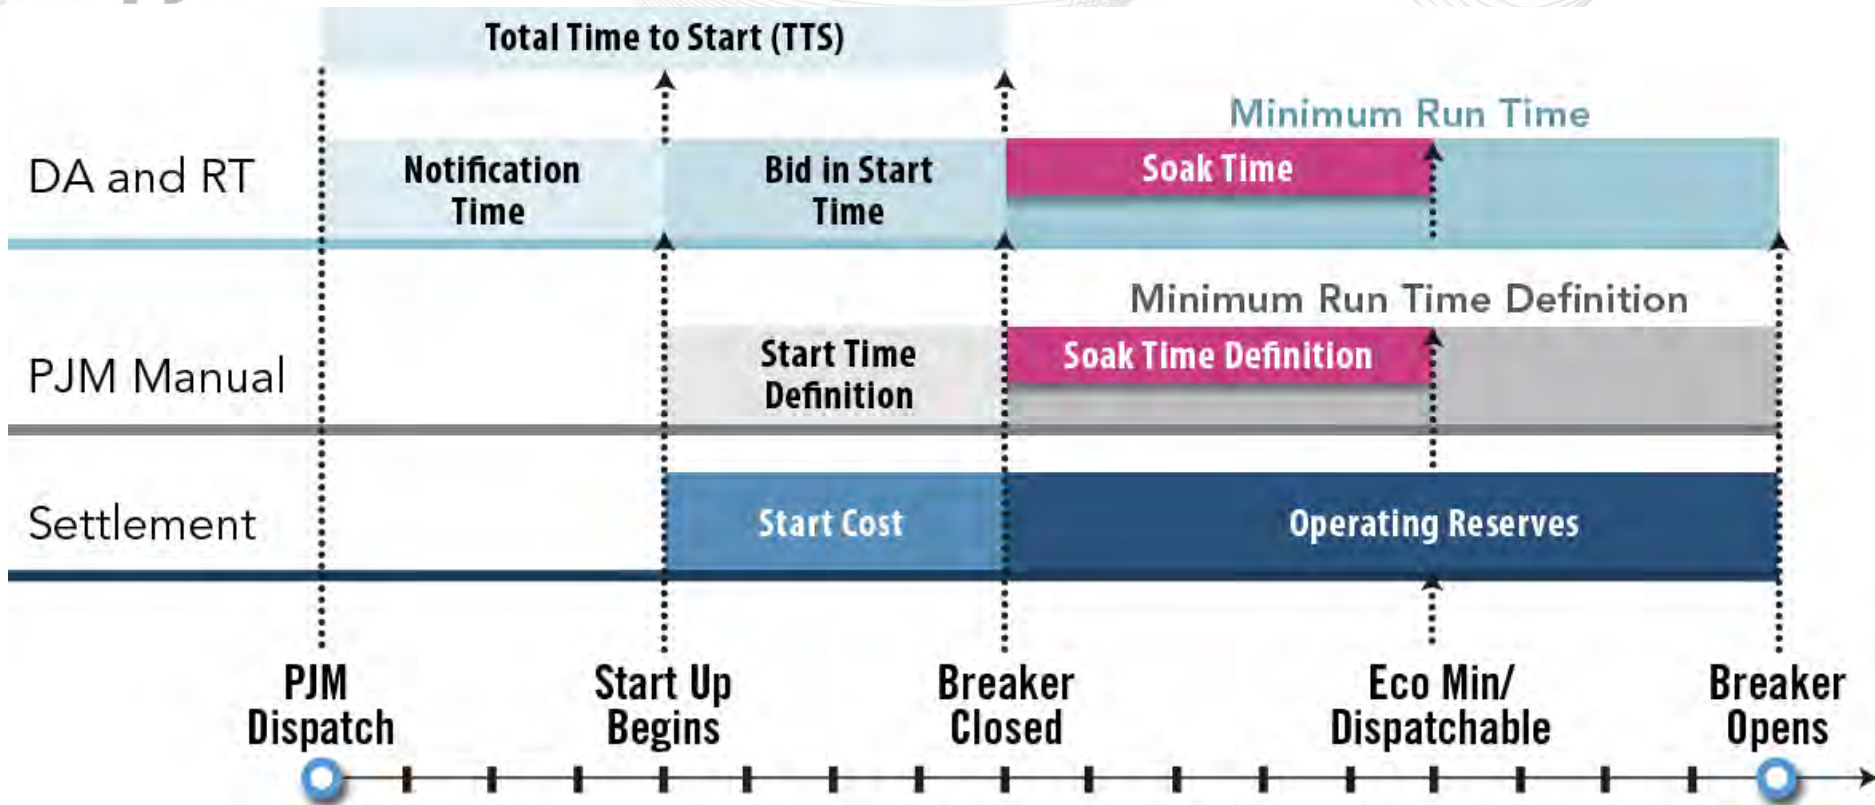 Total Time to Start (TTS)
Minimum Run Time
DA and RT
Notification
Time
Bid in Start
Time
Soak Time
Minimum Run Time Definition
PJM Manual
Start Time
Definition
Soak Time Definition
Settlement
Start Cost
Operating Reserves
PJM
Dispatch
Start Up
Begins
Breaker
Closed
Eco Min/
Dispatchable
Breaker
Opens